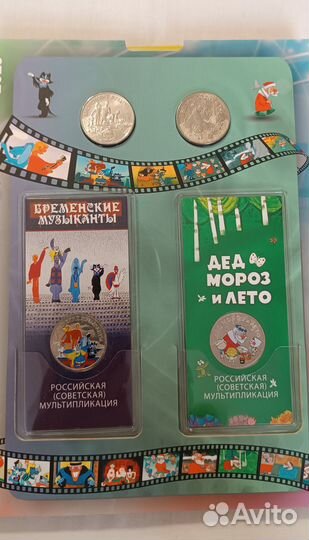 БРЕМЕНСКИЕ
МУЗЫКАНТЫ
РОССИЙСКАЯ
(СОВЕТСКАЯ)
МУЛЬТИПЛИКАЦИЯ
ДЕД
МОРОЗ
И ЛЕТО
РОССИЙСКАЯ
(СОВЕТСКАЯ)
МУЛЬТИПЛИКАЦИЯ
Avito